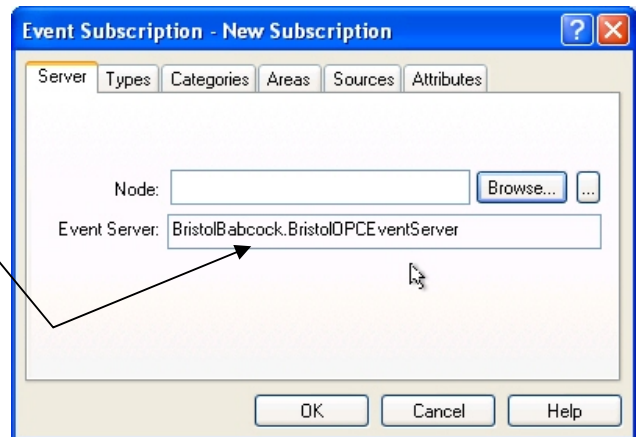 Event Subscription - New Subscription
Server Types Categories Areas Sources Attributes
Node: Browse... ...
Event Server: BristolBabcock.BristolOPCEventServer
OK Cancel Help